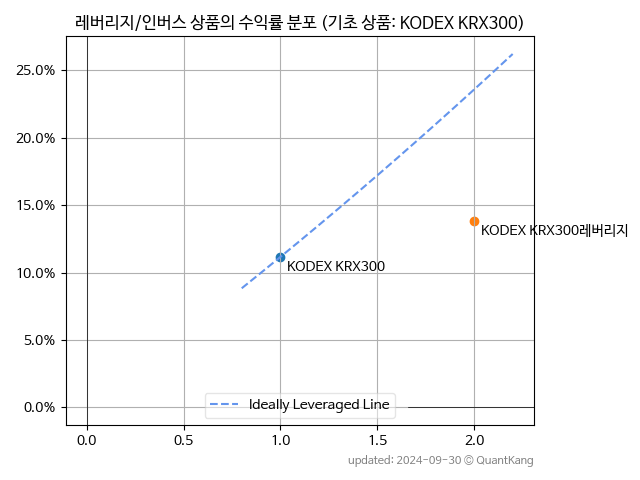 레버리지/인버스 상품의 수익률 분포 (기초 상품: KODEX KRX300)
25.0%
20.0%
15.0%
KODEX KRX300레버리지
10.0%
KODEX KRX300
5.0%
0.0%
Ideally Leveraged Line
0.0 0.5 1.0 1.5 2.0
updated: 2024-09-30 © QuantKang